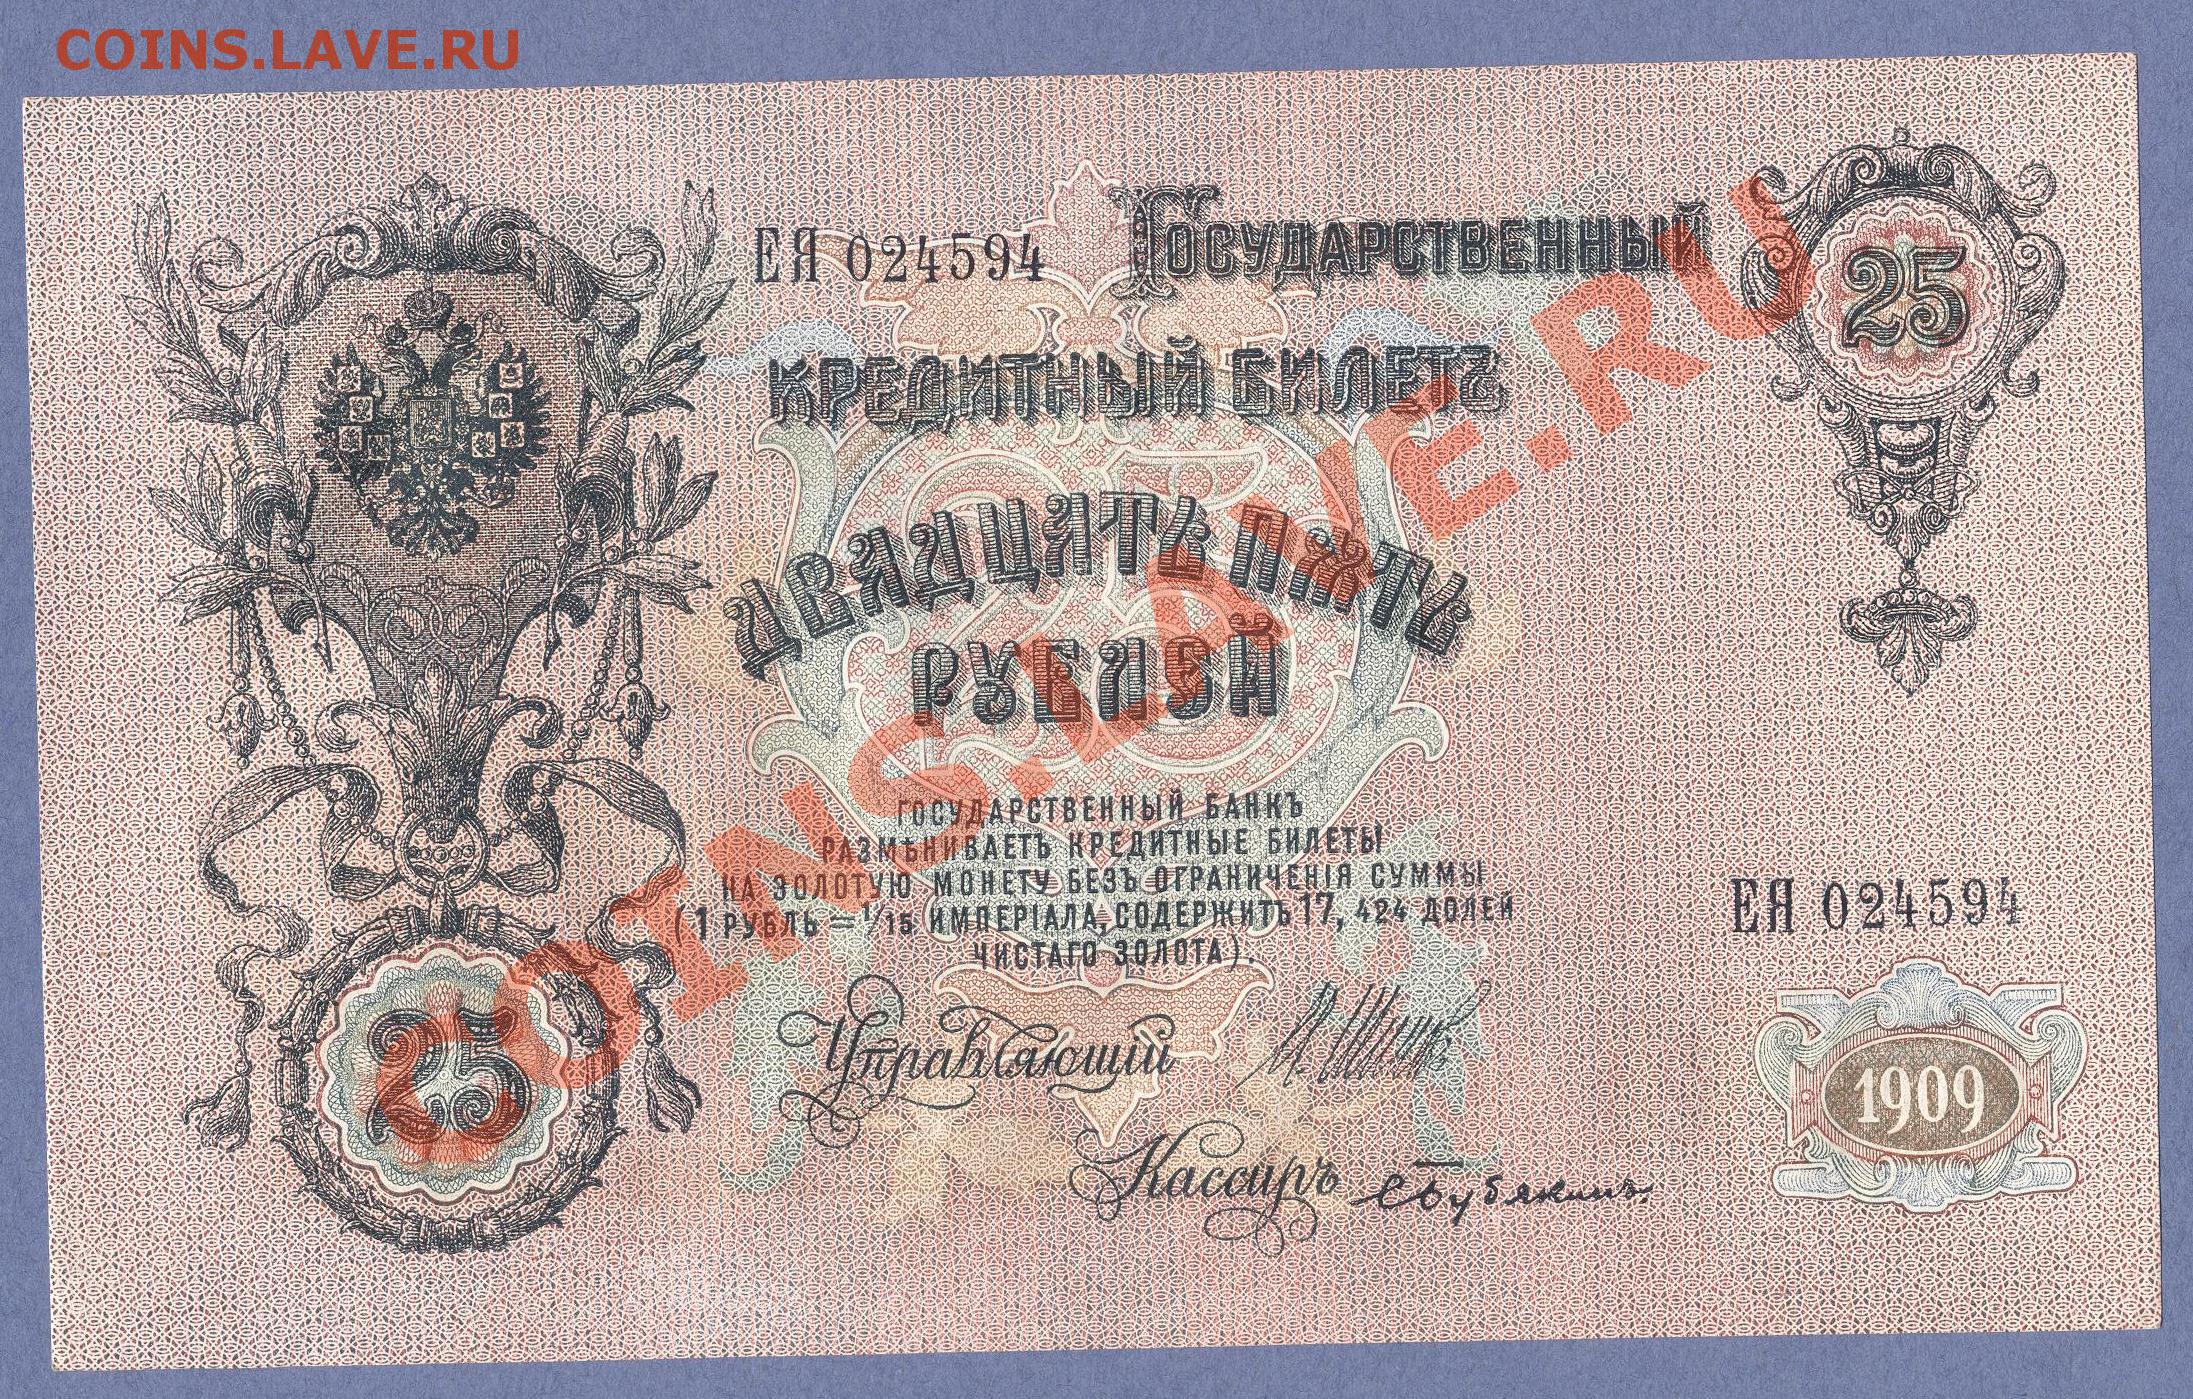 COINS.LAVE.RU
ЕЯ 024594
ГОСУДАРСТВЕННЫЙ
25
КРЕДИТНЫЙ БИЛЕТЪ
ДВАДЦАТЬ ПЯТЬ
РУБЛЕЙ
ГОСУДАРСТВЕННЫЙ БАНКЪ
РАЗМѢНИВАЕТЪ КРЕДИТНЫЕ БИЛЕТЫ
НА ЗОЛОТУЮ МОНЕТУ БЕЗЪ ОГРАНИЧЕНІЯ СУММЫ
(1 РУБЛЬ = 1/15 ИМПЕРІАЛА, СОДЕРЖИТЪ 17, 424 ДОЛЕЙ
ЧИСТАГО ЗОЛОТА).
ЕЯ 024594
25
Управляющій
Кассиръ
1909
COINS.LAVE.RU